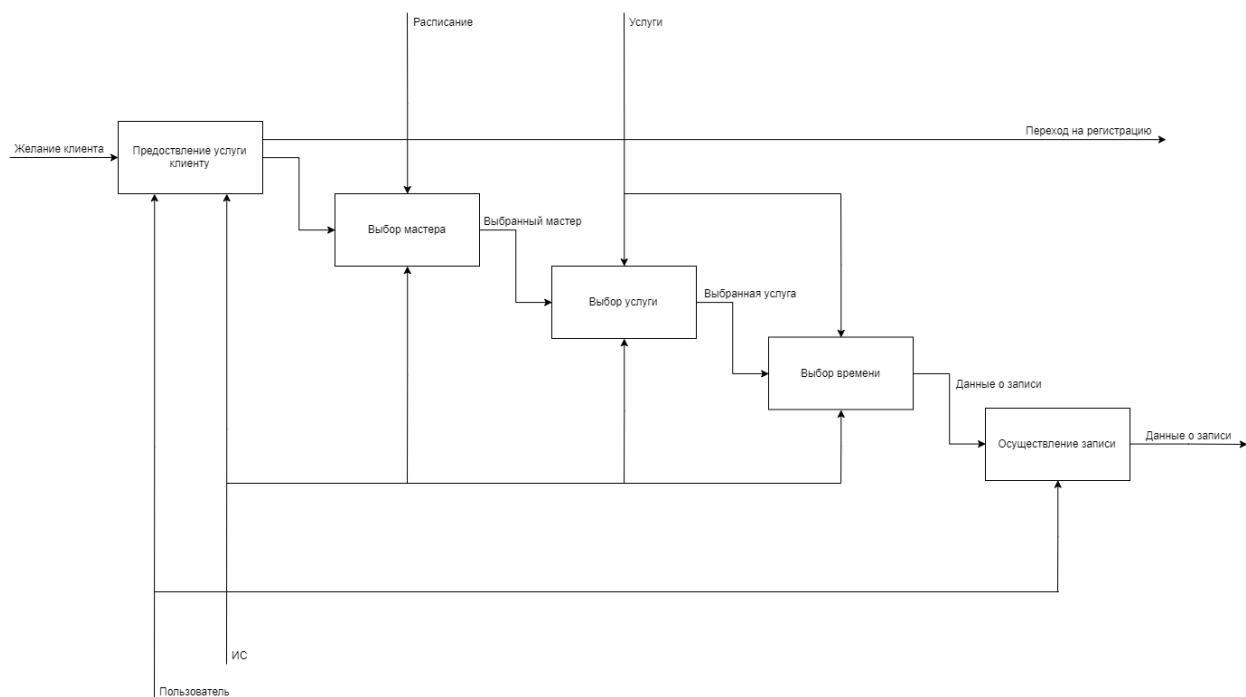 Расписание
Услуги
Переход на регистрацию
Желание клиента
Предоствление услуги
клиенту
Выбор мастера
Выбранный мастер
Выбор услуги
Выбранная услуга
Выбор времени
Данные о записи
Осуществление записи
Данные о записи
ИС
Пользователь